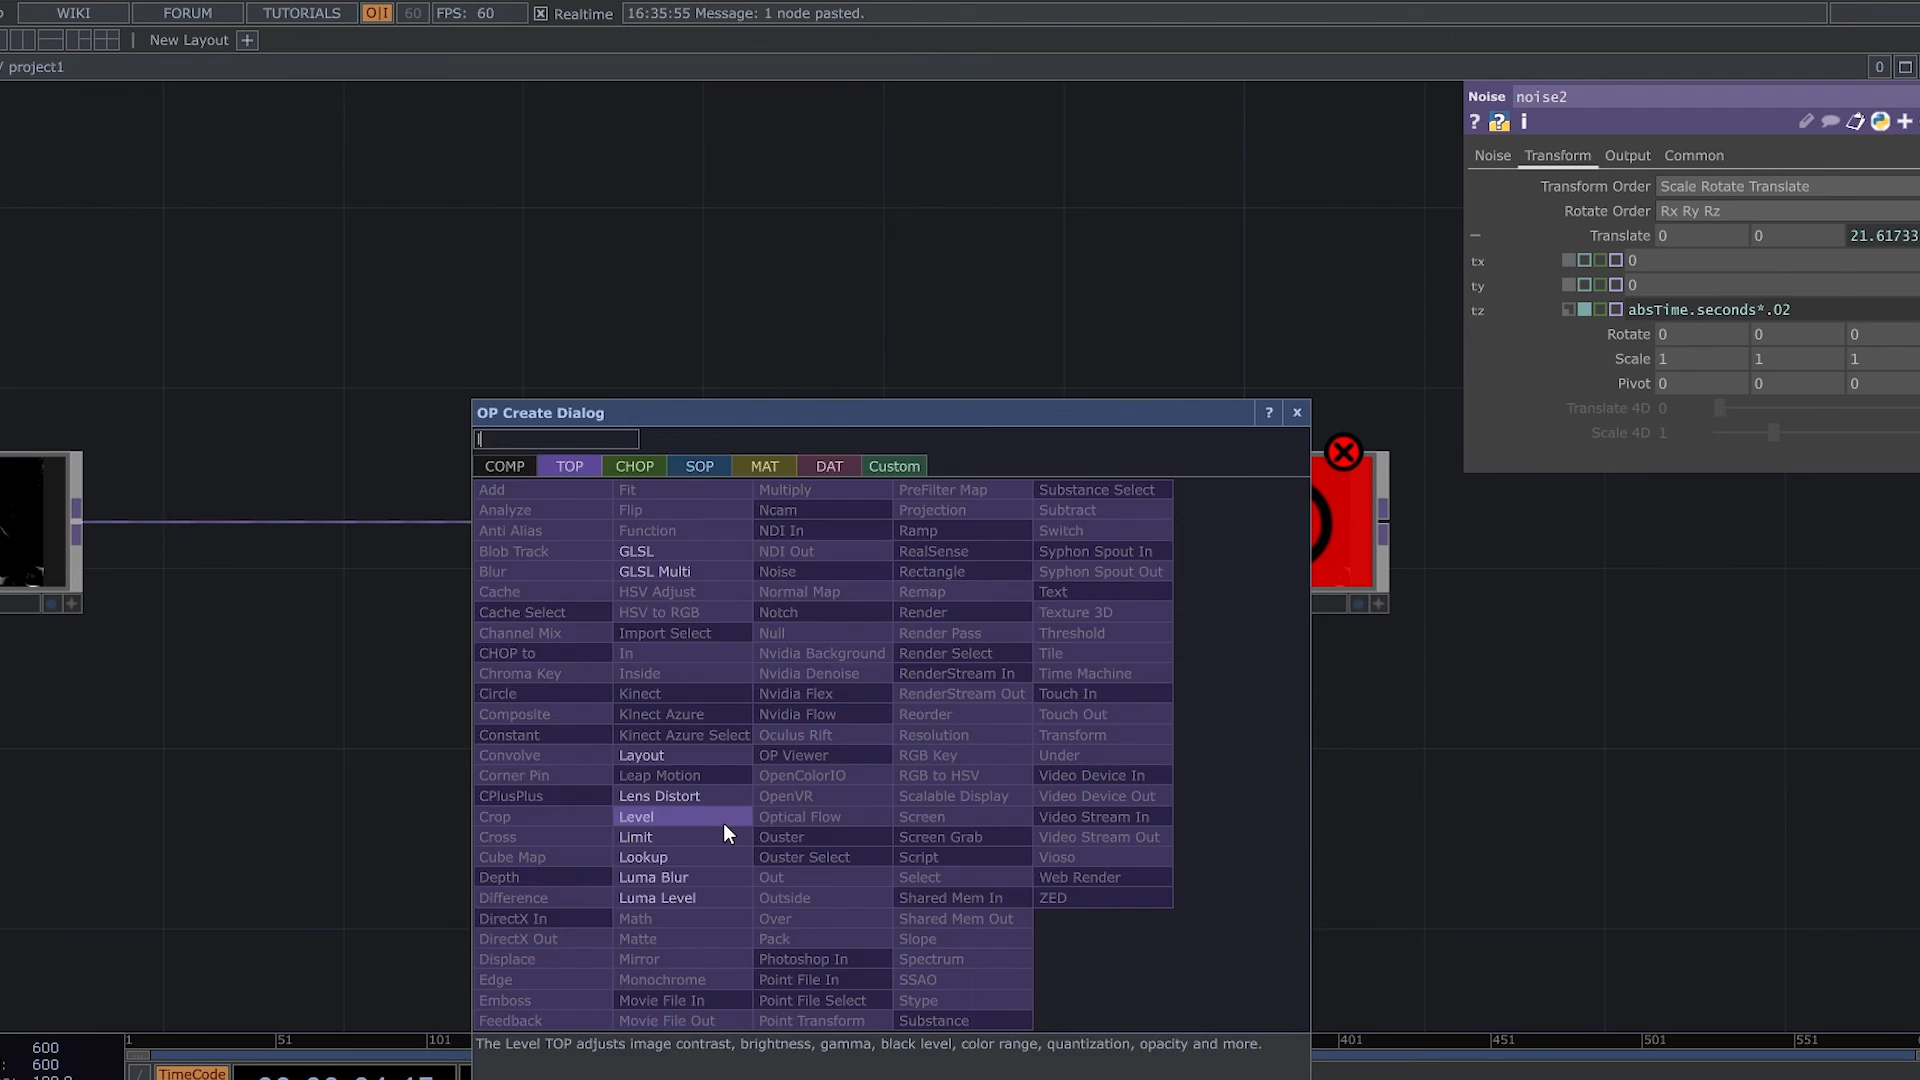 WIKI FORUM TUTORIALS O|I 60 FPS: 60 Realtime 16:35:55 Message: 1 node pasted.
New Layout +
/ project1 0
Noise noise2
? ? i
Noise Transform Output Common
Transform Order Scale Rotate Translate
Rotate Order Rx Ry Rz
Translate 0 0 21.61733
tx 0
ty 0
tz absTime.seconds*.02
Rotate 0 0 0
Scale 1 1 1
Pivot 0 0 0
Translate 4D 0
Scale 4D 1
OP Create Dialog ? x
l
COMP TOP CHOP SOP MAT DAT Custom
Add Fit Multiply PreFilter Map Substance Select
Analyze Flip Ncam Projection Subtract
Anti Alias Function NDI In Ramp Switch
Blob Track GLSL NDI Out RealSense Syphon Spout In
Blur GLSL Multi Noise Rectangle Syphon Spout Out
Cache HSV Adjust Normal Map Remap Text
Cache Select HSV to RGB Notch Render Texture 3D
Channel Mix Import Select Null Render Pass Threshold
CHOP to In Nvidia Background Render Select Tile
Chroma Key Inside Nvidia Denoise RenderStream In Time Machine
Circle Kinect Nvidia Flex RenderStream Out Touch In
Composite Kinect Azure Nvidia Flow Reorder Touch Out
Constant Kinect Azure Select Oculus Rift Resolution Transform
Convolve Layout OP Viewer RGB Key Under
Corner Pin Leap Motion OpenColorIO RGB to HSV Video Device In
CPlusPlus Lens Distort OpenVR Scalable Display Video Device Out
Crop Level Optical Flow Screen Video Stream In
Cross Limit Ouster Screen Grab Video Stream Out
Cube Map Lookup Ouster Select Script Vioso
Depth Luma Blur Out Select Web Render
Difference Luma Level Outside Shared Mem In ZED
DirectX In Math Over Shared Mem Out
DirectX Out Matte Pack Slope
Displace Mirror Photoshop In Spectrum
Edge Monochrome Point File In SSAO
Emboss Movie File In Point File Select Stype
Feedback Movie File Out Point Transform Substance
The Level TOP adjusts image contrast, brightness, gamma, black level, color range, quantization, opacity and more.
1 51 101 401 451 501 551
600
600
TimeCode